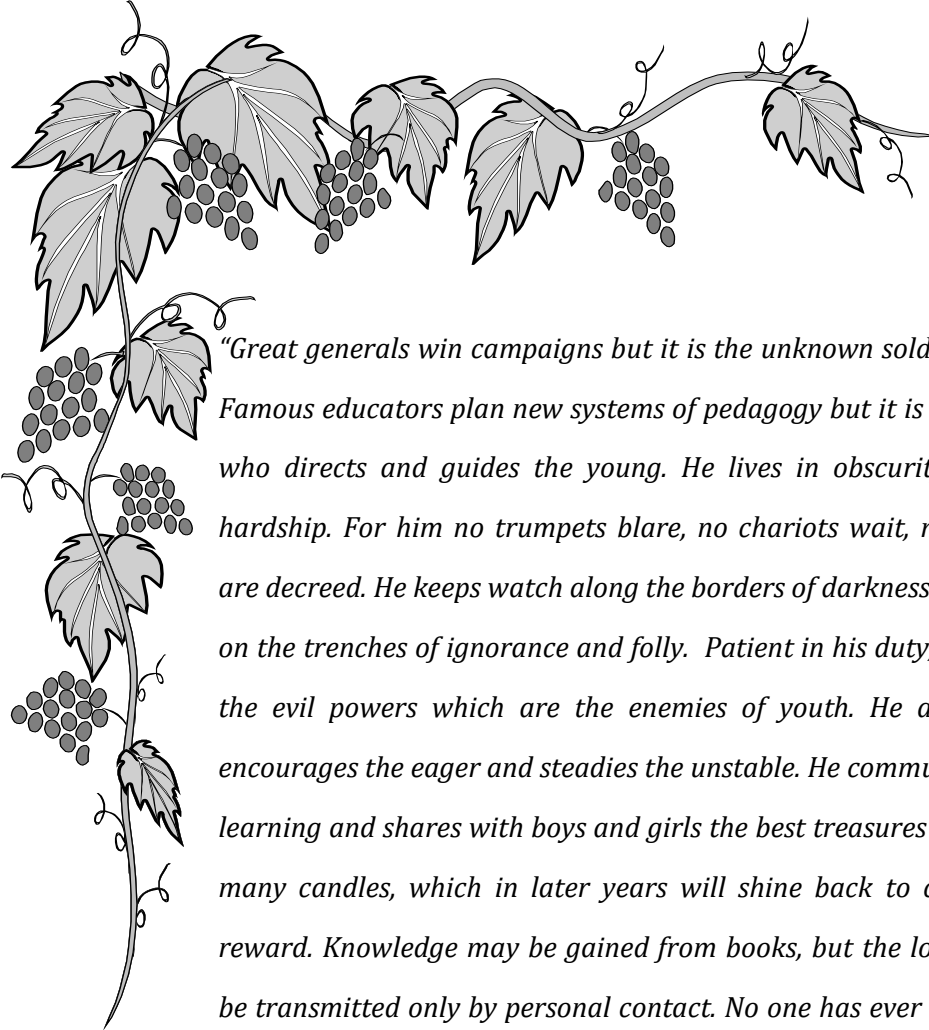 “Great generals win campaigns but it is the unknown sold
Famous educators plan new systems of pedagogy but it is
who directs and guides the young. He lives in obscurit
hardship. For him no trumpets blare, no chariots wait, n
are decreed. He keeps watch along the borders of darkness
on the trenches of ignorance and folly. Patient in his duty,
the evil powers which are the enemies of youth. He a
encourages the eager and steadies the unstable. He commu
learning and shares with boys and girls the best treasures
many candles, which in later years will shine back to c
reward. Knowledge may be gained from books, but the lo
be transmitted only by personal contact. No one has ever